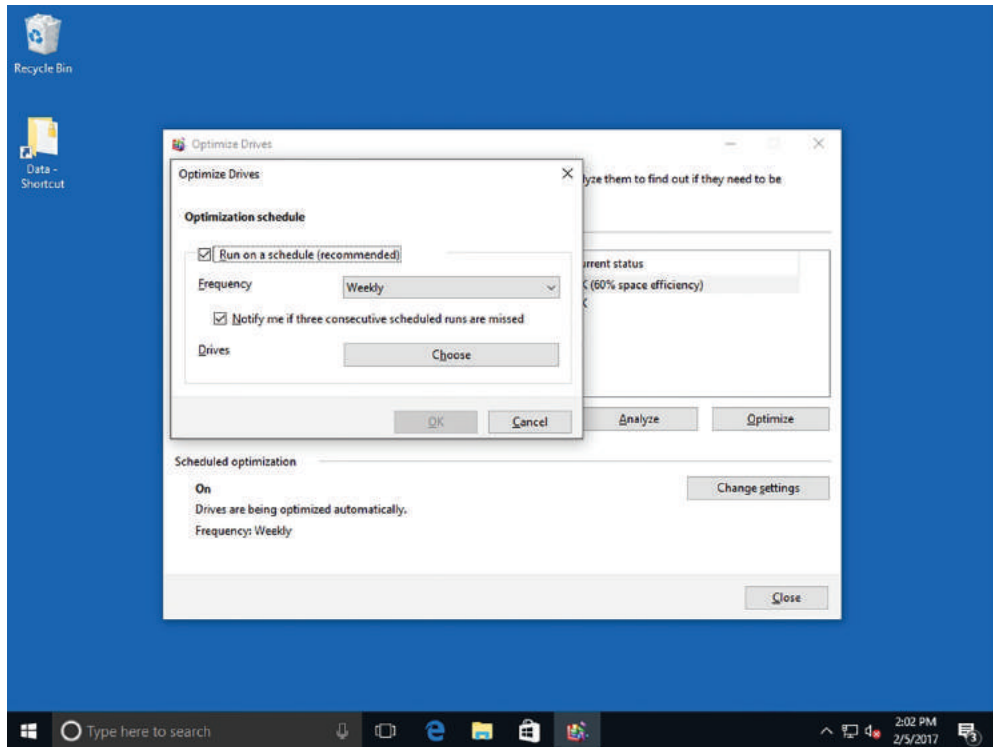 Recycle Bin
Data -
Shortcut
Optimize Drives
Optimize Drives
lyze them to find out if they need to be
Optimization schedule
Run on a schedule (recommended)
Frequency
Weekly
Notify me if three consecutive scheduled runs are missed
Drives
Choose
OK
Cancel
urrent status
(60% space efficiency)
Analyze
Optimize
Scheduled optimization
On
Change settings
Drives are being optimized automatically.
Frequency: Weekly
Close
Type here to search
2:02 PM
2/5/2017
3